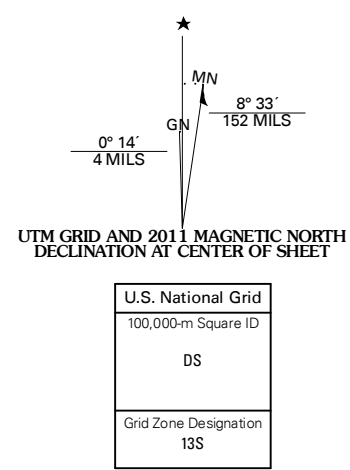 ★
MN
8° 33´
152 MILS
GN
0° 14´
4 MILS
UTM GRID AND 2011 MAGNETIC NORTH
DECLINATION AT CENTER OF SHEET
U.S. National Grid
100,000-m Square ID
DS
Grid Zone Designation
13S